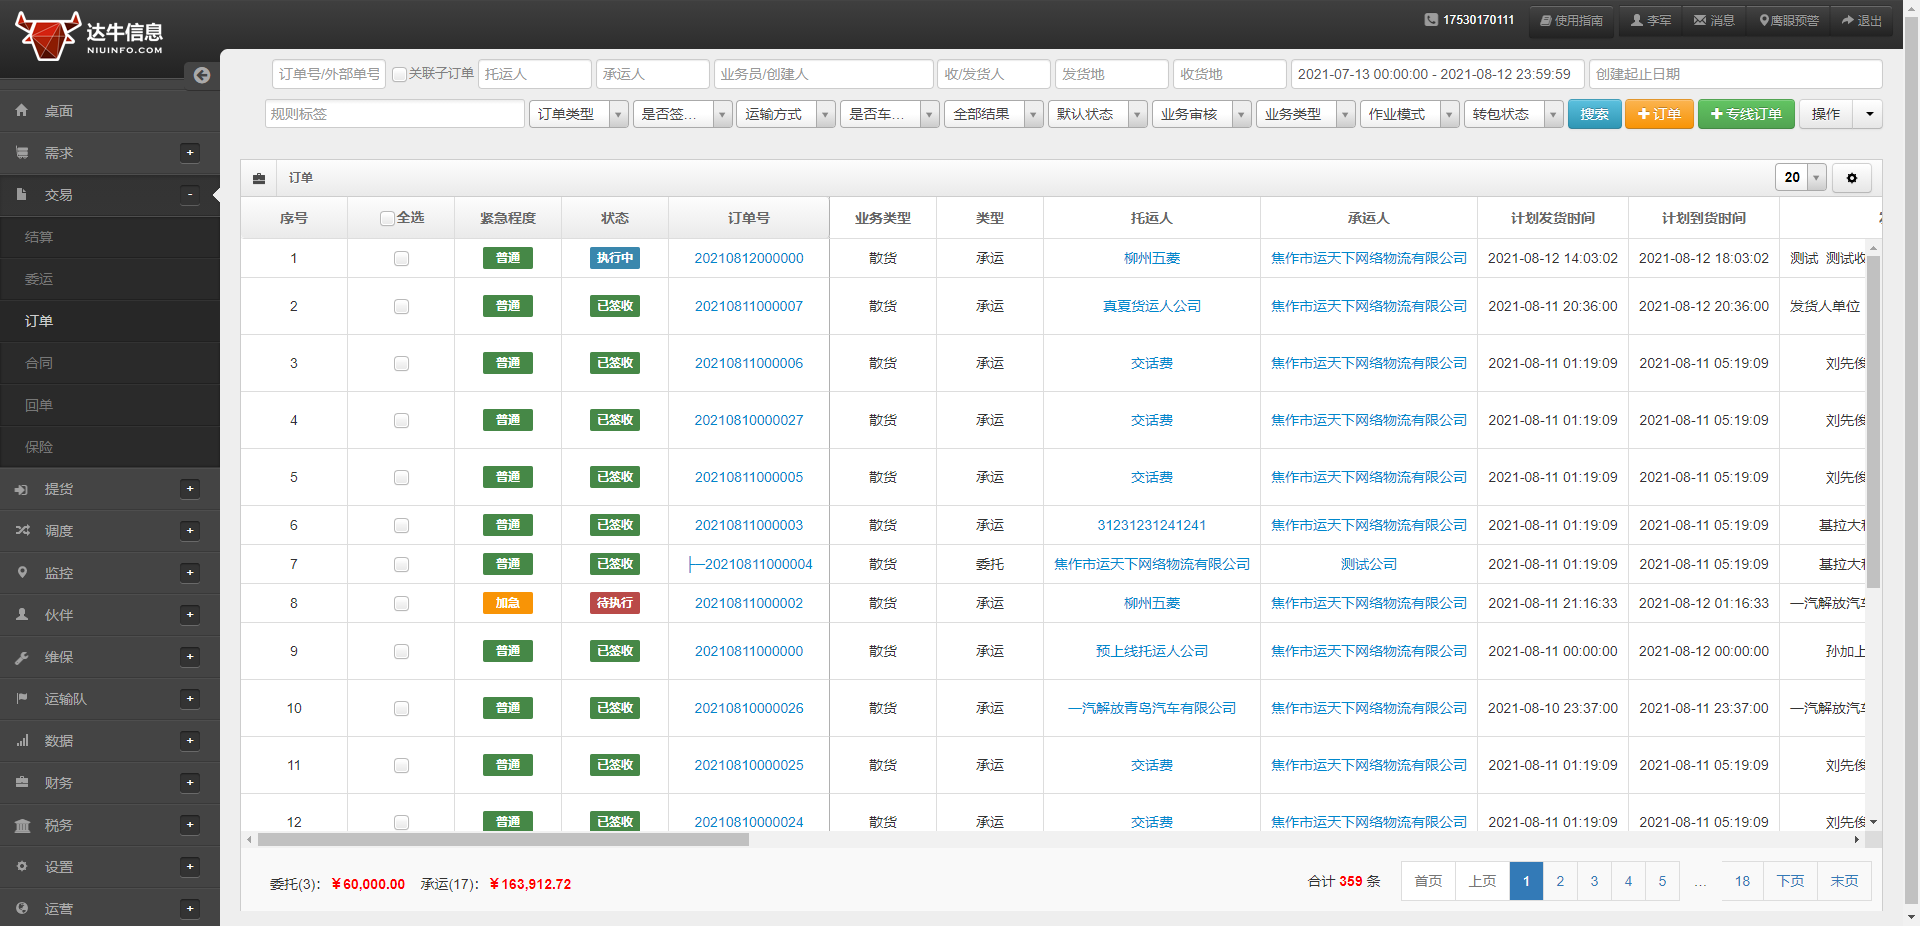 达牛信息
NIUINFO.COM
17530170111 使用指南 李军 消息 鹰眼预警 退出
订单号/外部单号 关联子订单 托运人 承运人 业务员/创建人 收/发货人 发货地 收货地 2021-07-13 00:00:00 - 2021-08-12 23:59:59 创建起止日期
规则标签 订单类型 是否签... 运输方式 是否车... 全部结果 默认状态 业务审核 业务类型 作业模式 转包状态 搜索 +订单 +专线订单 操作
桌面
需求
交易
结算
委运
订单
合同
回单
保险
提货
调度
监控
伙伴
维保
运输队
数据
财务
税务
设置
运营
订单 20
序号 全选 紧急程度 状态 订单号 业务类型 类型 托运人 承运人 计划发货时间 计划到货时间
1 普通 执行中 20210812000000 散货 承运 柳州五菱 焦作市运天下网络物流有限公司 2021-08-12 14:03:02 2021-08-12 18:03:02 测试 测试收
2 普通 已签收 20210811000007 散货 承运 真夏货运人公司 焦作市运天下网络物流有限公司 2021-08-11 20:36:00 2021-08-12 20:36:00 发货人单位
3 普通 已签收 20210811000006 散货 承运 交话费 焦作市运天下网络物流有限公司 2021-08-11 01:19:09 2021-08-11 05:19:09 刘先俊
4 普通 已签收 20210810000027 散货 承运 交话费 焦作市运天下网络物流有限公司 2021-08-11 01:19:09 2021-08-11 05:19:09 刘先俊
5 普通 已签收 20210811000005 散货 承运 交话费 焦作市运天下网络物流有限公司 2021-08-11 01:19:09 2021-08-11 05:19:09 刘先俊
6 普通 已签收 20210811000003 散货 承运 31231231241241 焦作市运天下网络物流有限公司 2021-08-11 01:19:09 2021-08-11 05:19:09 基拉大和
7 普通 已签收 ├—20210811000004 散货 委托 焦作市运天下网络物流有限公司 测试公司 2021-08-11 01:19:09 2021-08-11 05:19:09 基拉大和
8 加急 待执行 20210811000002 散货 承运 柳州五菱 焦作市运天下网络物流有限公司 2021-08-11 21:16:33 2021-08-12 01:16:33 一汽解放汽车
9 普通 已签收 20210811000000 散货 承运 预上线托运人公司 焦作市运天下网络物流有限公司 2021-08-11 00:00:00 2021-08-12 00:00:00 孙加上
10 普通 已签收 20210810000026 散货 承运 一汽解放青岛汽车有限公司 焦作市运天下网络物流有限公司 2021-08-10 23:37:00 2021-08-11 23:37:00 一汽解放汽车
11 普通 已签收 20210810000025 散货 承运 交话费 焦作市运天下网络物流有限公司 2021-08-11 01:19:09 2021-08-11 05:19:09 刘先俊
12 普通 已签收 20210810000024 散货 承运 交话费 焦作市运天下网络物流有限公司 2021-08-11 01:19:09 2021-08-11 05:19:09 刘先俊
委托(3): ￥60,000.00 承运(17): ￥163,912.72
合计 359 条 首页 上页 1 2 3 4 5 ... 18 下页 末页